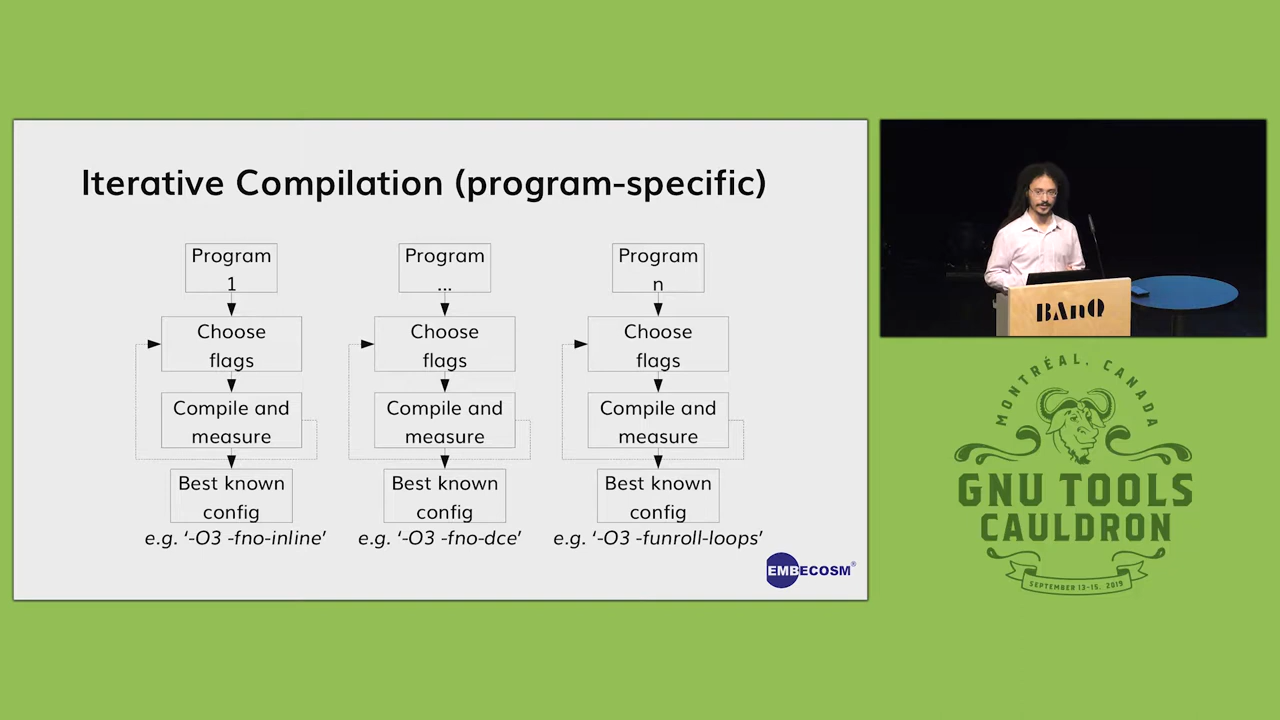 Iterative Compilation (program-specific)
Program
1
Program
...
Program
n
Choose
flags
Choose
flags
Choose
flags
Compile and
measure
Compile and
measure
Compile and
measure
Best known
config
Best known
config
Best known
config
e.g. ‘-O3 -fno-inline’
e.g. ‘-O3 -fno-dce’
e.g. ‘-O3 -funroll-loops’
EMBECOSM®
BAnQ
MONTRÉAL, CANADA
GNU TOOLS
CAULDRON
SEPTEMBER 13-15, 2019